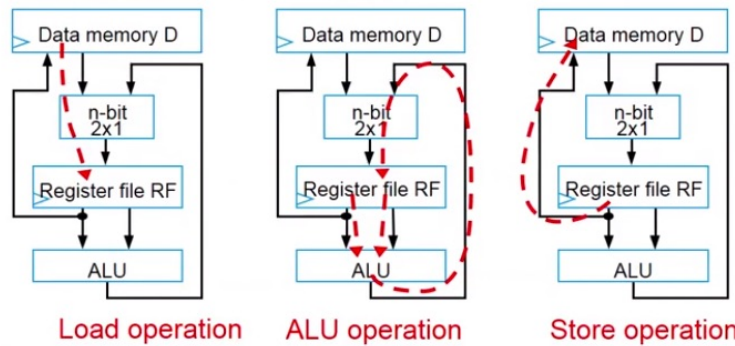 Data memory D
n-bit
2x1
Register file RF
ALU
Load operation
Data memory D
n-bit
2x1
Register file RF
ALU
ALU operation
Data memory D
n-bit
2x1
Register file RF
ALU
Store operation